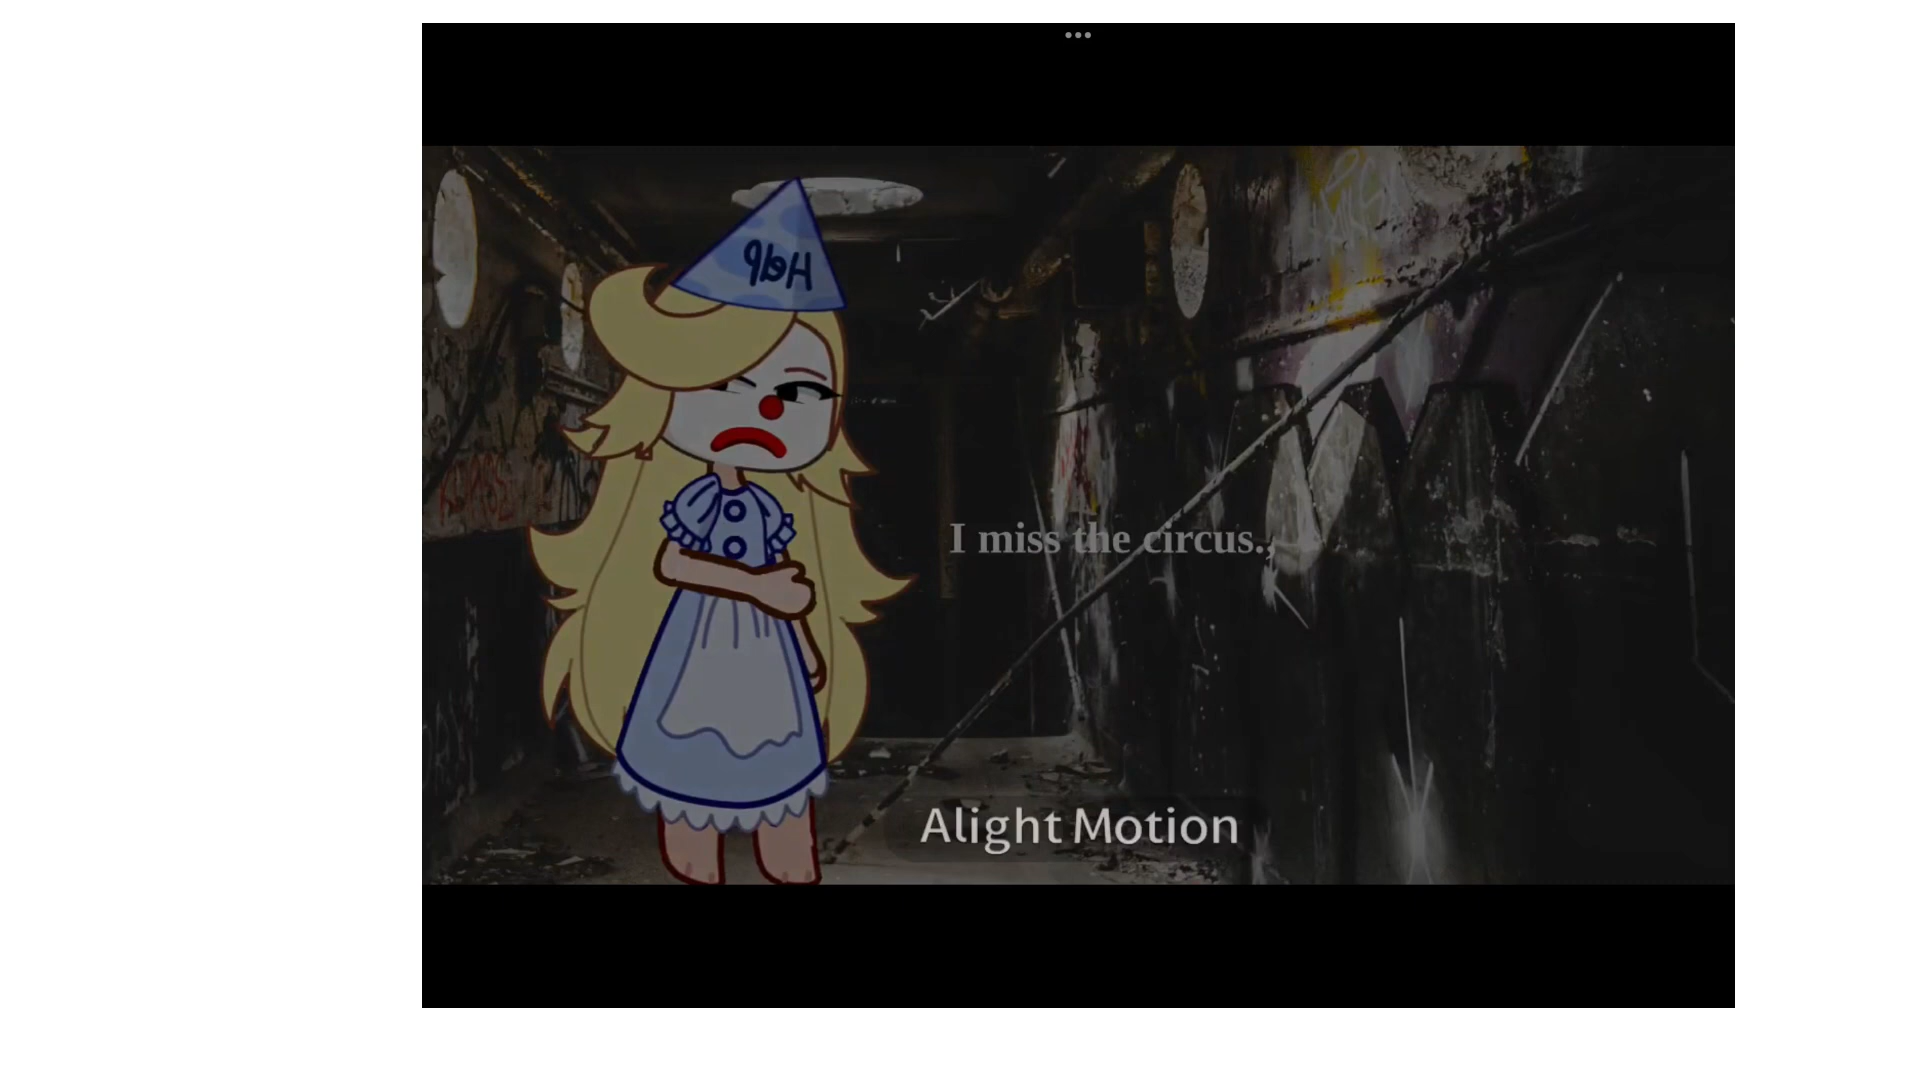 Help
I miss the circus.,
Alight Motion